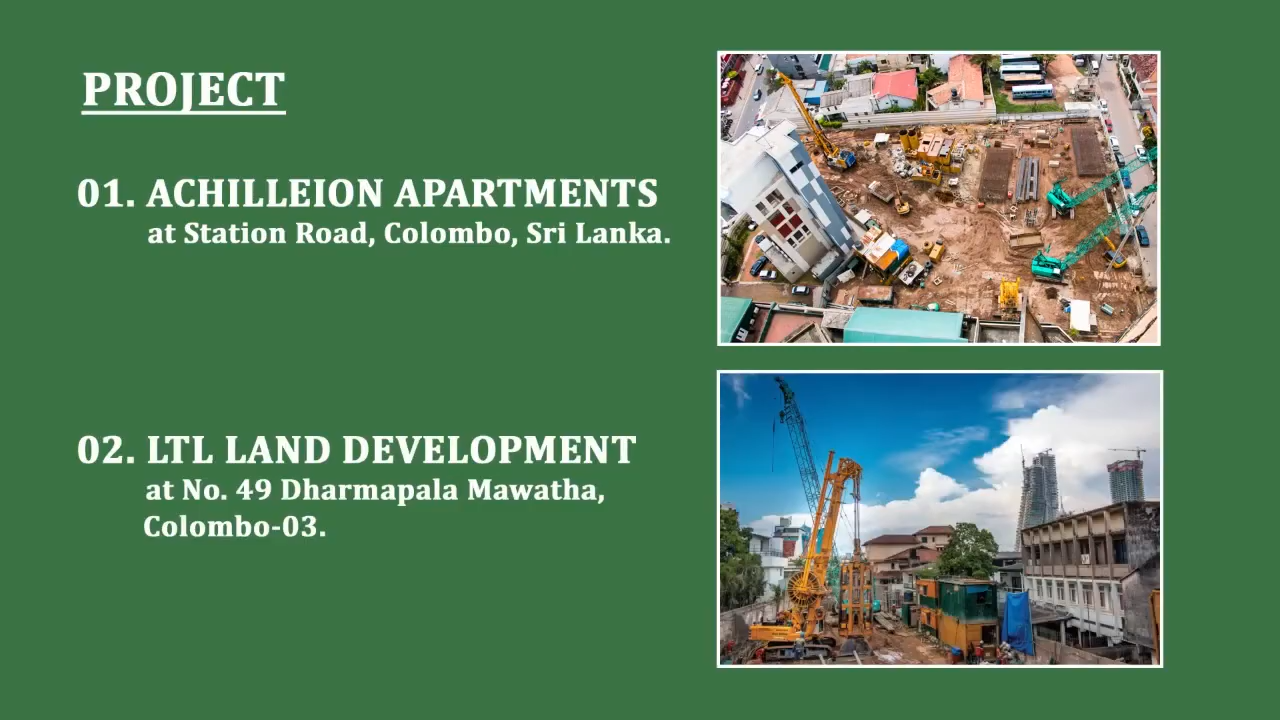 PROJECT
01. ACHILLEION APARTMENTS
at Station Road, Colombo, Sri Lanka.
02. LTL LAND DEVELOPMENT
at No. 49 Dharmapala Mawatha,
Colombo-03.